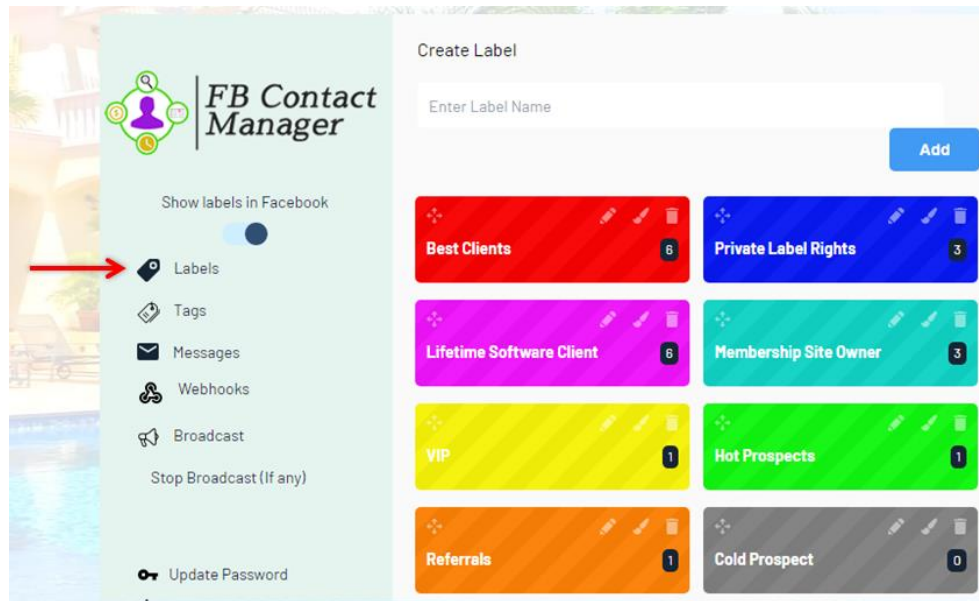 FB Contact
Manager
Show labels in Facebook
Labels
Tags
Messages
Webhooks
Broadcast
Stop Broadcast (If any)
Update Password
Create Label
Enter Label Name
Add
Best Clients
6
Private Label Rights
3
Lifetime Software Client
6
Membership Site Owner
3
VIP
1
Hot Prospects
1
Referrals
1
Cold Prospect
0